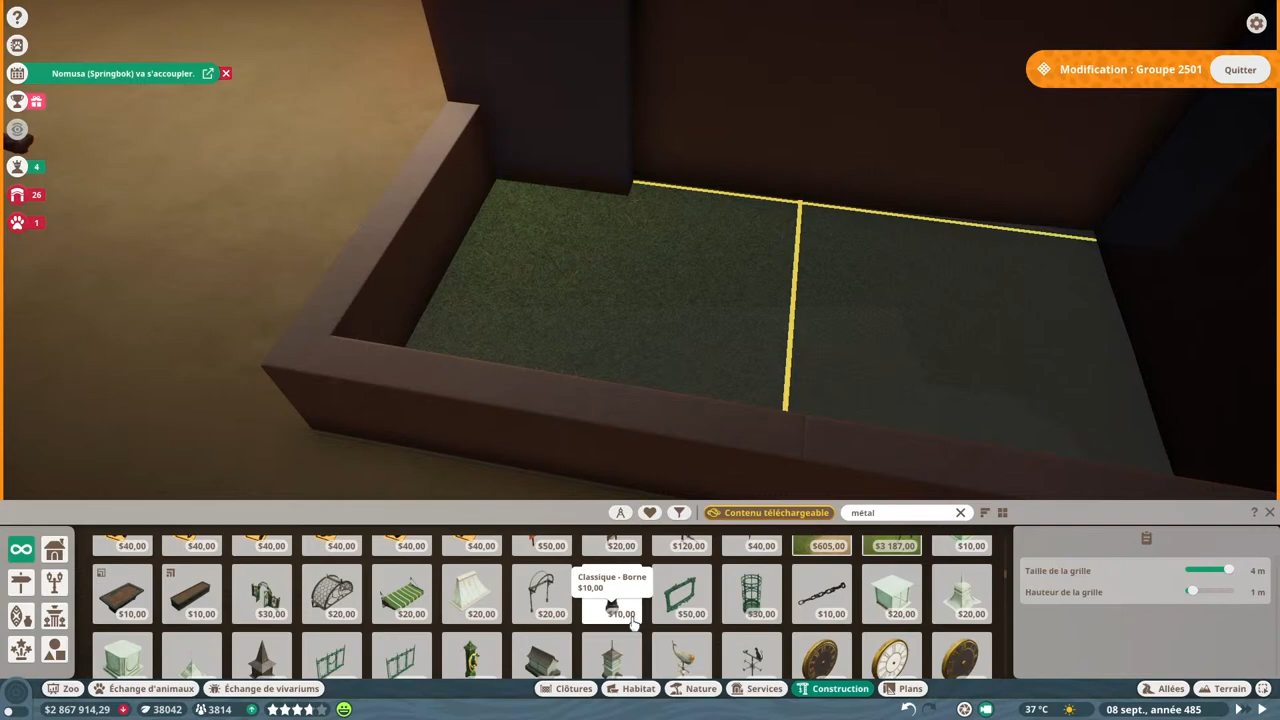 ?
Nomusa (Springbok) va s'accoupler.
4
26
1
Modification : Groupe 2501
Quitter
Contenu téléchargeable
métal
?
$40,00
$40,00
$40,00
$40,00
$40,00
$40,00
$50,00
$20,00
$120,00
$40,00
$605,00
$3 187,00
$10,00
Classique - Borne
$10,00
$10,00
$10,00
$30,00
$20,00
$20,00
$20,00
$20,00
$10,00
$50,00
$30,00
$10,00
$20,00
$10,00
Taille de la grille
4 m
Hauteur de la grille
1 m
Zoo
Échange d'animaux
Échange de vivariums
Clôtures
Habitat
Nature
Services
Construction
Plans
Allées
Terrain
$2 867 914,29
38042
3814
37 °C
08 sept., année 485